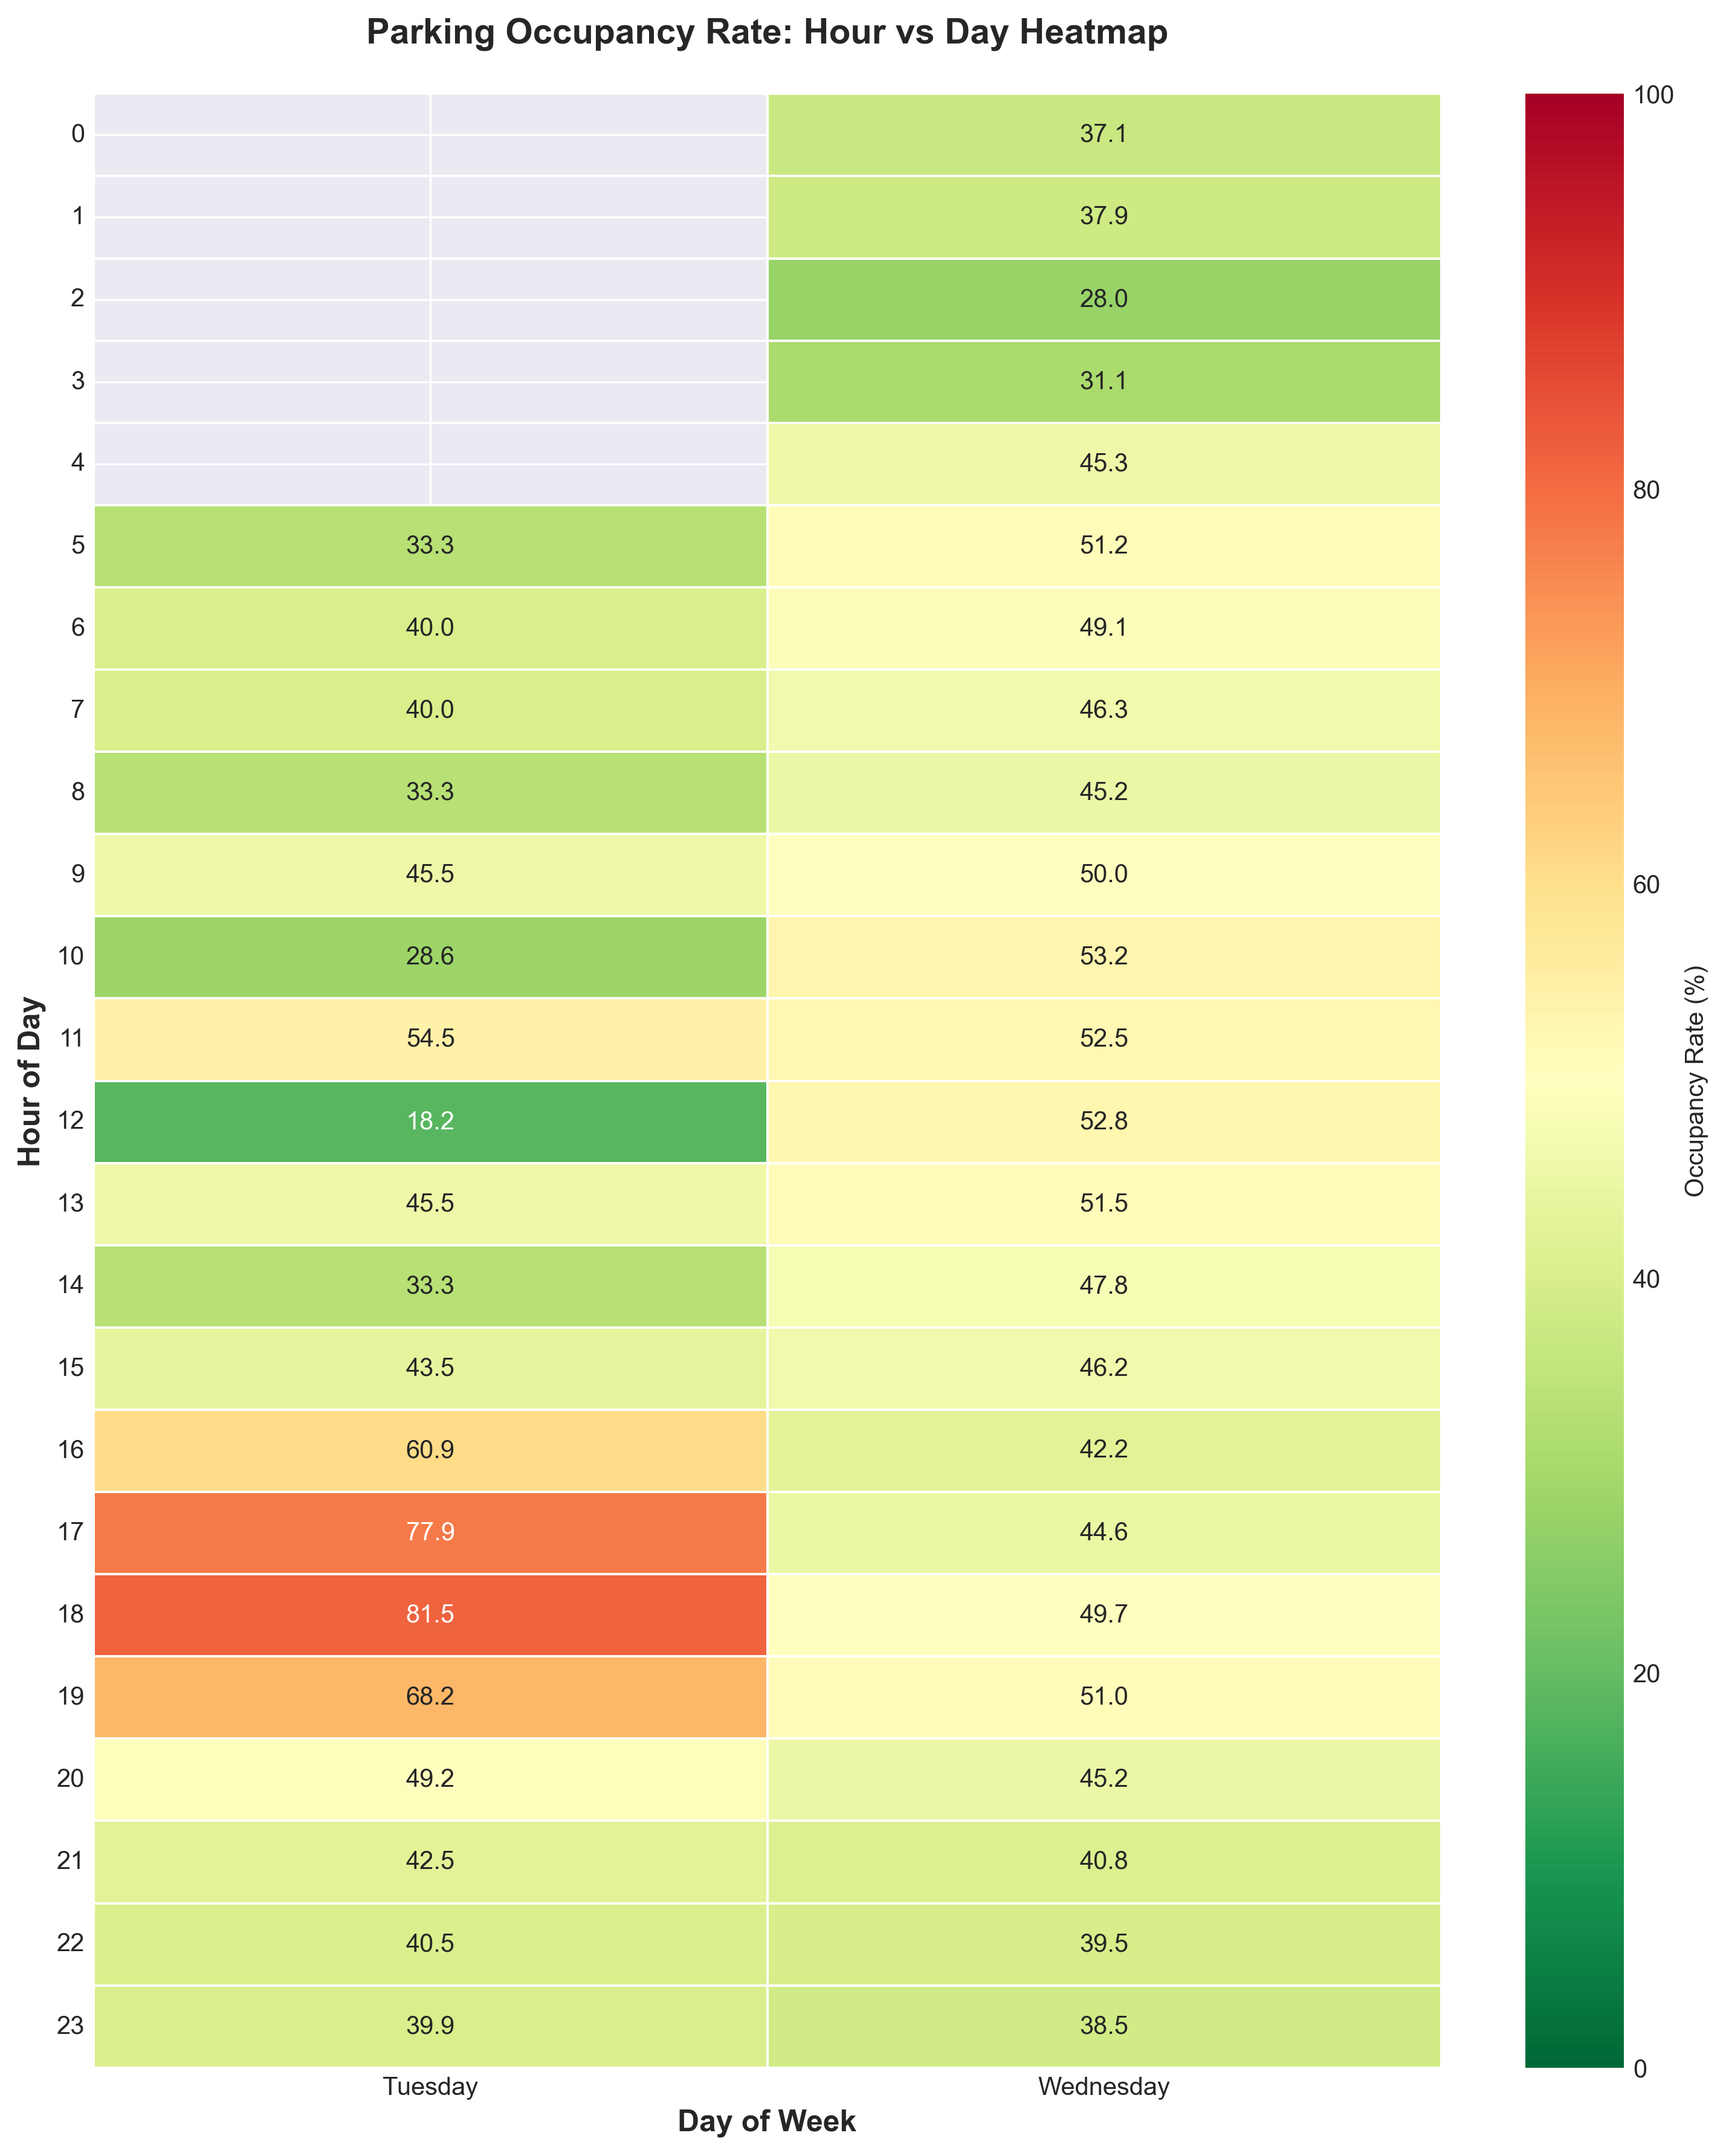 Parking Occupancy Rate: Hour vs Day Heatmap
0 37.1
1 37.9
2 28.0
3 31.1
4 45.3
5 33.3 51.2
6 40.0 49.1
7 40.0 46.3
8 33.3 45.2
9 45.5 50.0
10 28.6 53.2
11 54.5 52.5
12 18.2 52.8
13 45.5 51.5
14 33.3 47.8
15 43.5 46.2
16 60.9 42.2
17 77.9 44.6
18 81.5 49.7
19 68.2 51.0
20 49.2 45.2
21 42.5 40.8
22 40.5 39.5
23 39.9 38.5
Tuesday Wednesday
Day of Week
Hour of Day
100
80
60
40
20
0
Occupancy Rate (%)